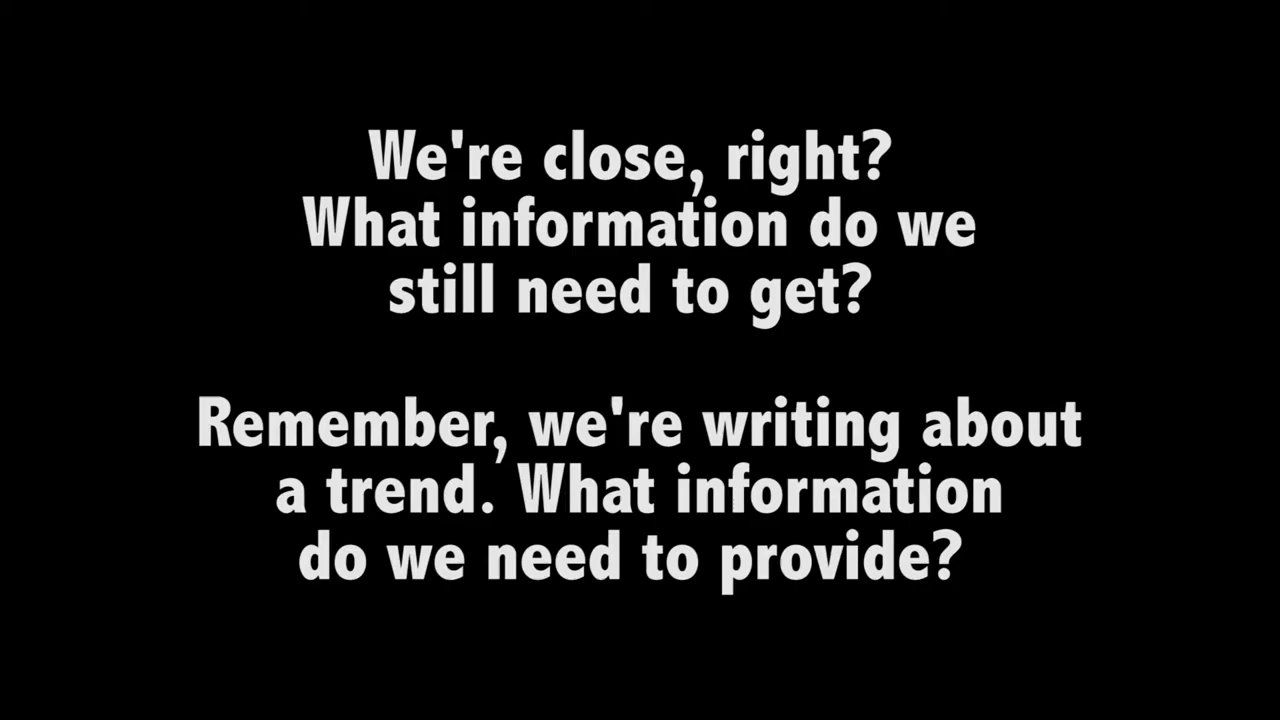 We're close, right?
What information do we
still need to get?
Remember, we're writing about
a trend. What information
do we need to provide?